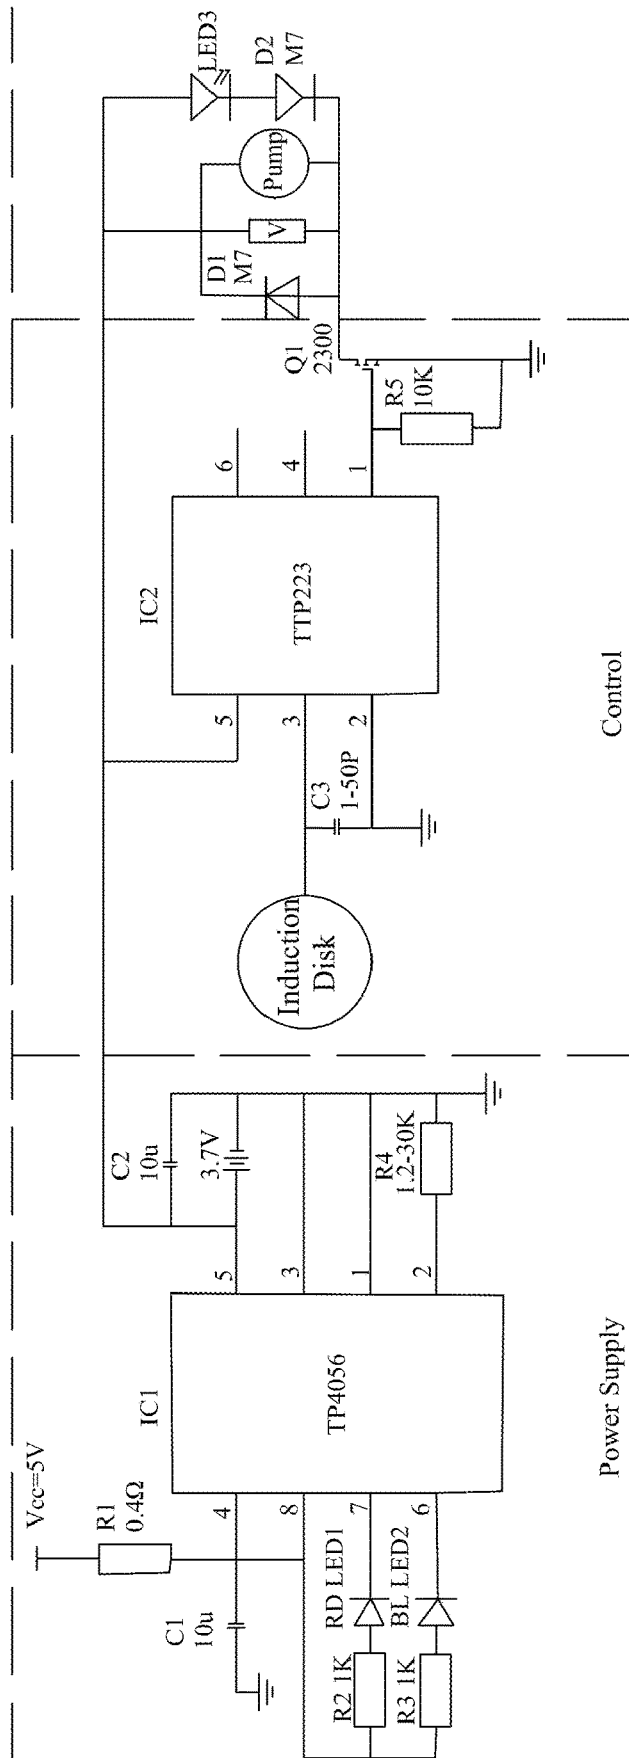 Vcc=5V
R1
0.4Ω
C1
10u
IC1
4
8
7
6
TP4056
5
3
1
2
R2 1K
RD LED1
R3 1K
BL LED2
C2
10u
3.7V
R4
1.2-30K
Power Supply
Induction
Disk
C3
1-50P
IC2
5
3
2
TTP223
6
4
1
Q1
2300
R5
10K
D1
M7
V
Pump
LED3
D2
M7
Control